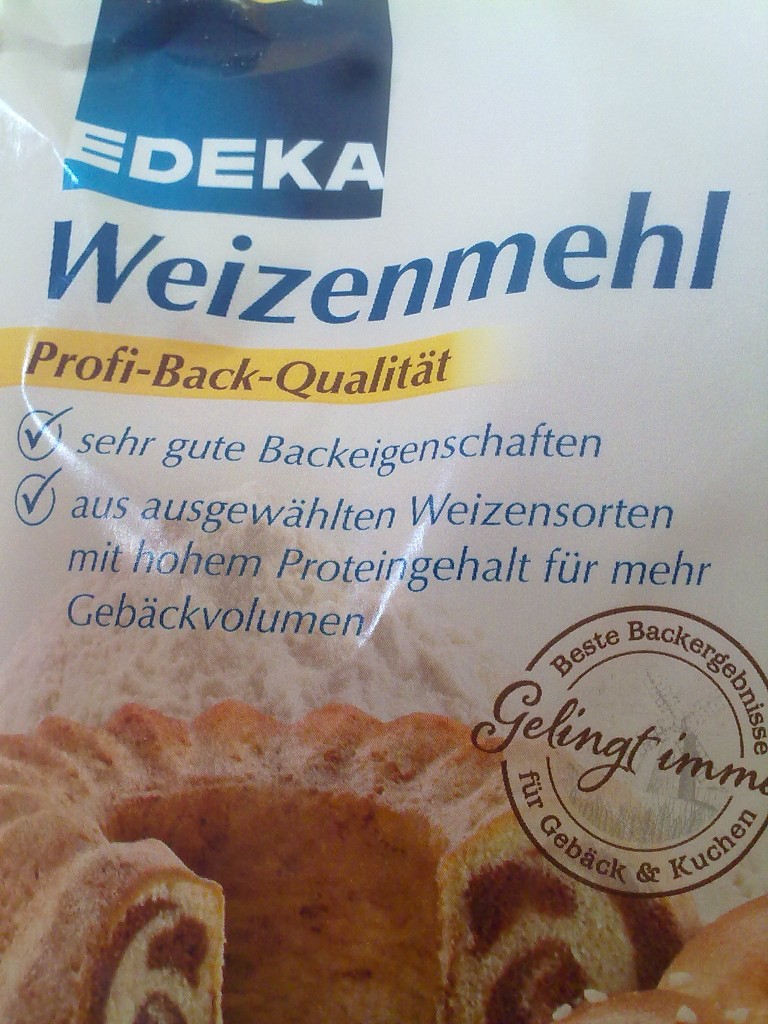 EDEKA
Weizenmehl
Profi-Back-Qualität
sehr gute Backeigenschaften
aus ausgewählten Weizensorten
mit hohem Proteingehalt für mehr
Gebäckvolumen
Beste Backergebnisse
Gelingt imme
für Gebäck & Kuchen